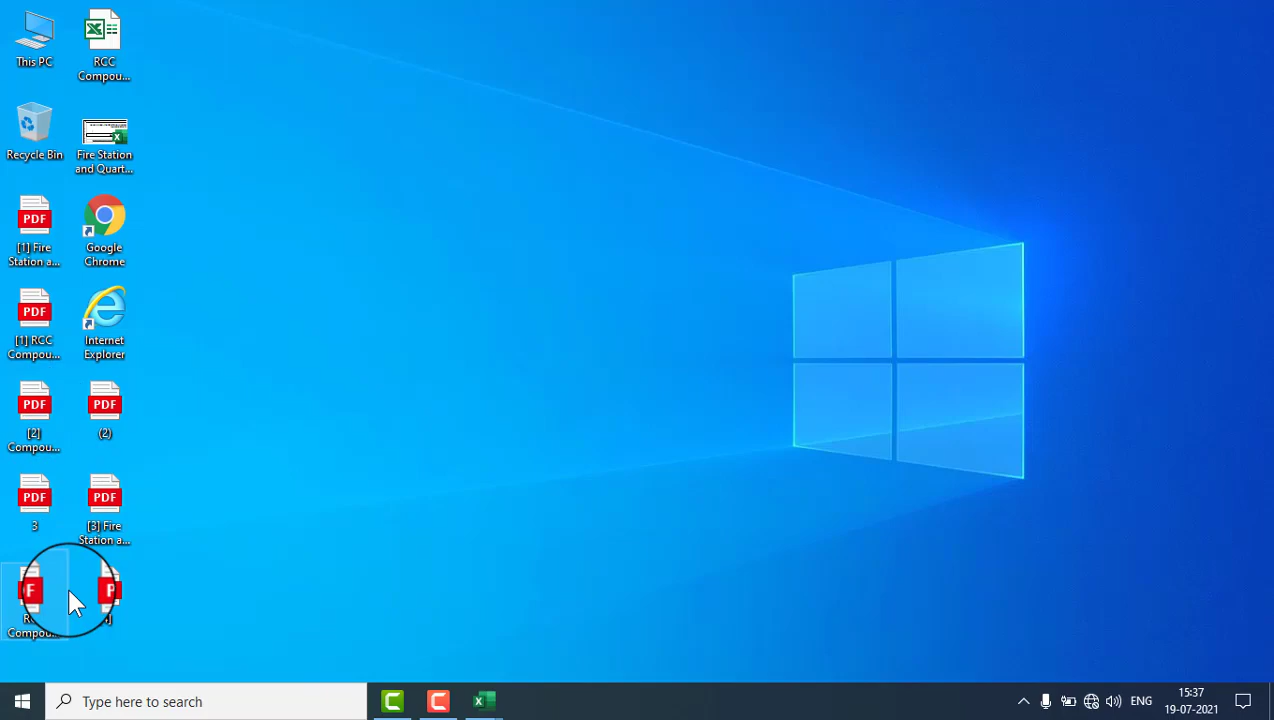 This PC
RCC
Compou...
Recycle Bin
Fire Station
and Quart...
PDF
[1] Fire
Station a...
Google
Chrome
PDF
[1] RCC
Compou...
Internet
Explorer
PDF
[2]
Compou...
PDF
(2)
PDF
3
PDF
[3] Fire
Station a...
Compou...
Type here to search
ENG
15:37
19-07-2021